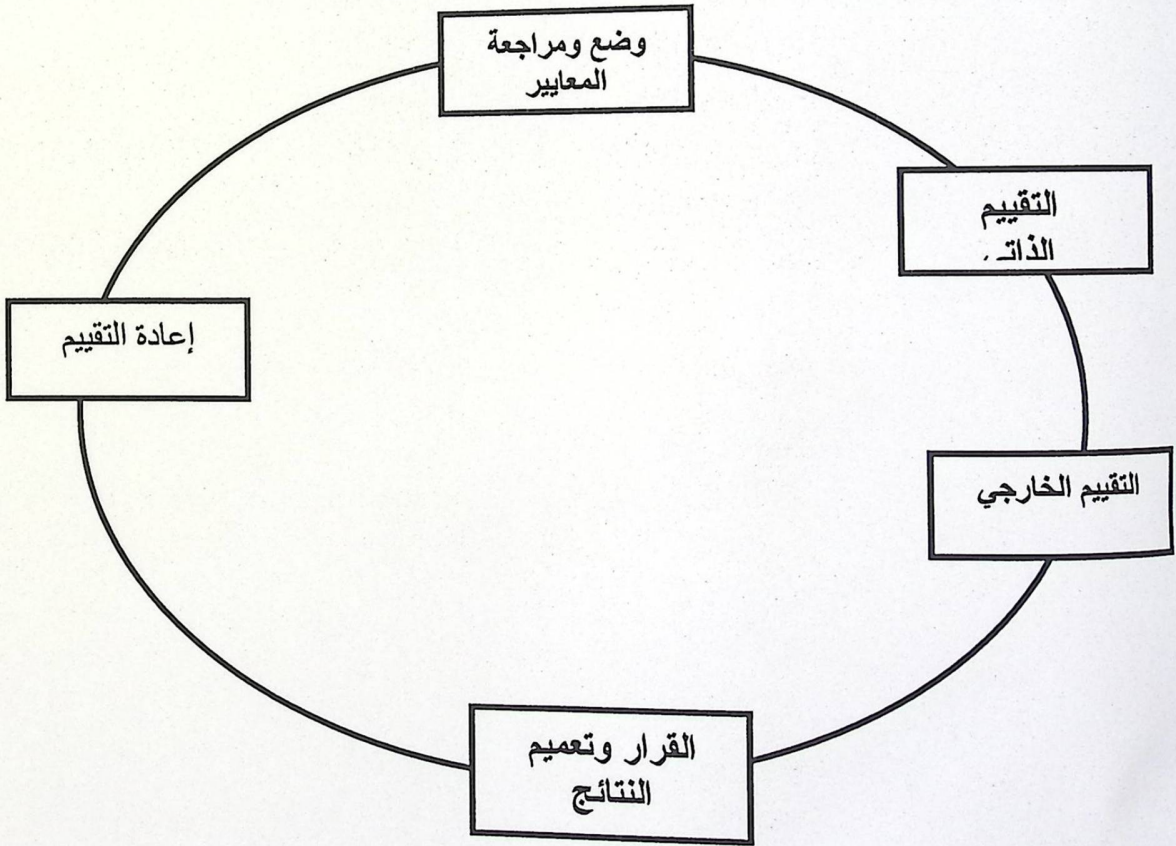 وضع ومراجعة
المعايير
التقييم
الذاتي
إعادة التقييم
التقييم الخارجي
القرار وتعميم
النتائج